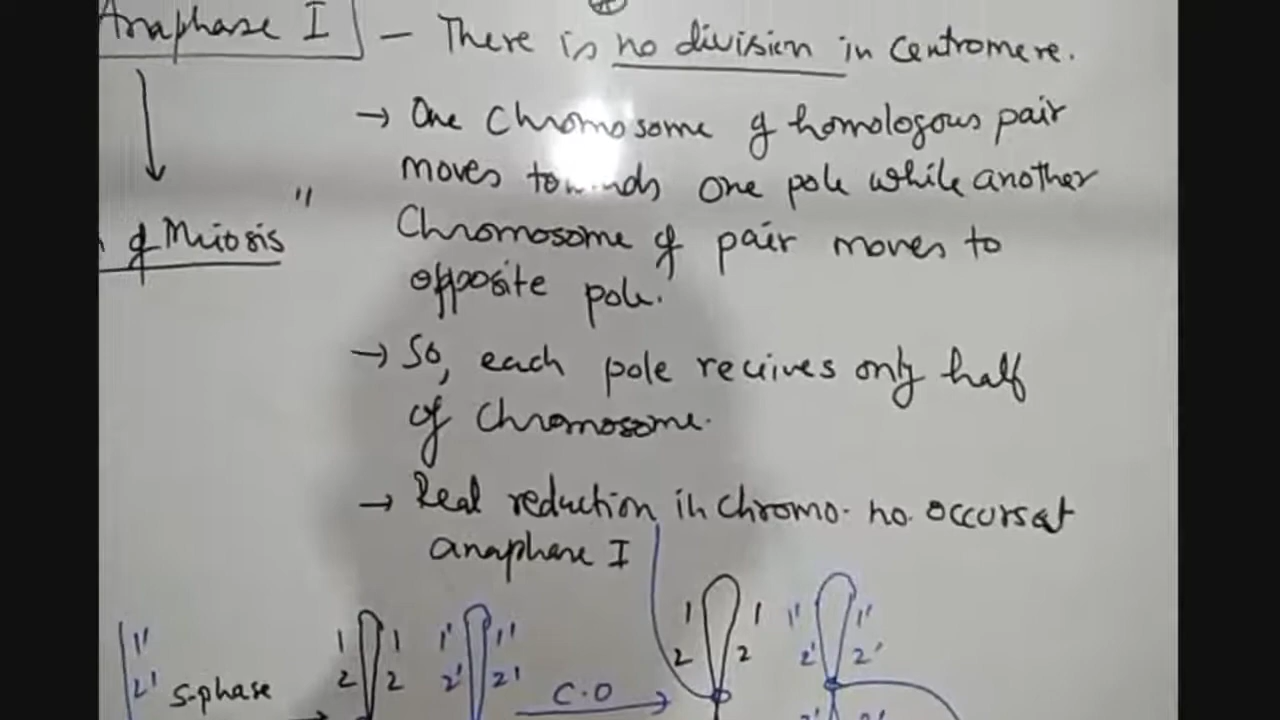 Anaphase I - There is no division in Centromere.
→ One Chromosome of homologous pair
moves towards one pole while another
Chromosome of pair moves to
opposite pole.
of Meiosis"
→ So, each pole recives only half
of Chromosome.
→ Real reduction in Chromo. no. occurs at
anaphase I
1' 2' S-phase
1 1 2 2
1' 1' 2' 2'
C.O
1 1 2 2
1' 1' 2' 2'
2'